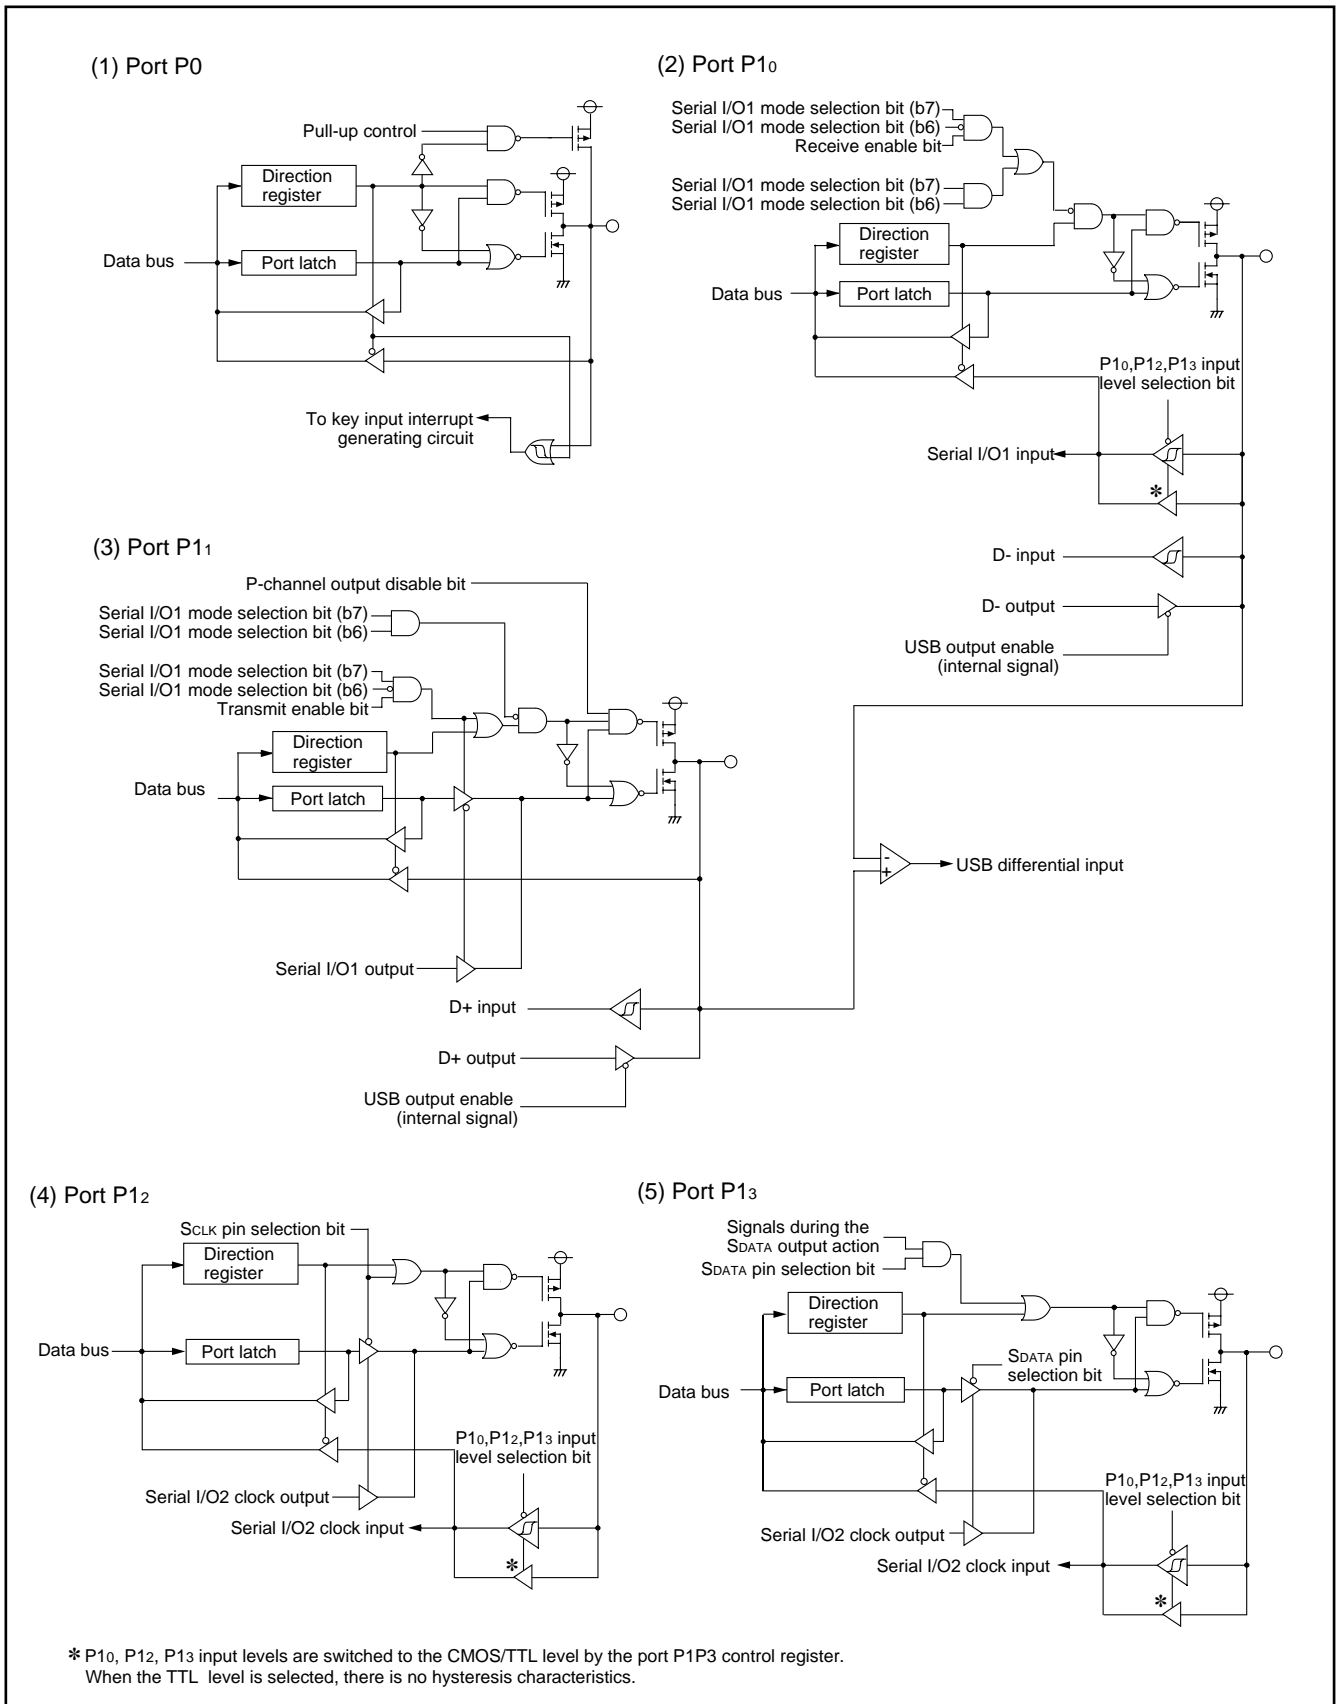 (1) Port P0
Pull-up control
Direction
register
Data bus
Port latch
To key input interrupt
generating circuit
(2) Port P10
Serial I/O1 mode selection bit (b7)
Serial I/O1 mode selection bit (b6)
Receive enable bit
Serial I/O1 mode selection bit (b7)
Serial I/O1 mode selection bit (b6)
Direction
register
Data bus
Port latch
P10,P12,P13 input
level selection bit
Serial I/O1 input
*
D- input
D- output
USB output enable
(internal signal)
(3) Port P11
P-channel output disable bit
Serial I/O1 mode selection bit (b7)
Serial I/O1 mode selection bit (b6)
Serial I/O1 mode selection bit (b7)
Serial I/O1 mode selection bit (b6)
Transmit enable bit
Direction
register
Data bus
Port latch
-
+
USB differential input
Serial I/O1 output
D+ input
D+ output
USB output enable
(internal signal)
(4) Port P12
SCLK pin selection bit
Direction
register
Data bus
Port latch
P10,P12,P13 input
level selection bit
Serial I/O2 clock output
Serial I/O2 clock input
*
(5) Port P13
Signals during the
SDATA output action
SDATA pin selection bit
Direction
register
SDATA pin
selection bit
Data bus
Port latch
P10,P12,P13 input
level selection bit
Serial I/O2 clock output
Serial I/O2 clock input
*
* P10, P12, P13 input levels are switched to the CMOS/TTL level by the port P1P3 control register.
When the TTL level is selected, there is no hysteresis characteristics.